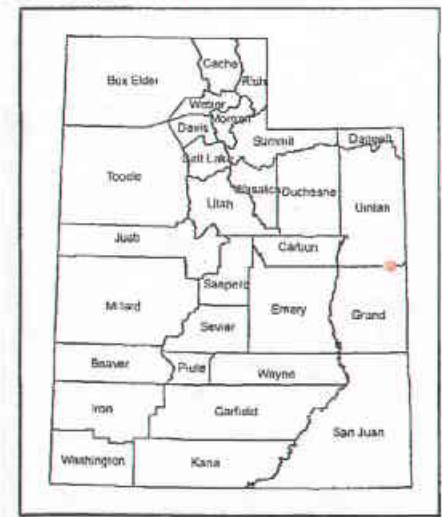 Cache
Box Elder
Rich
Weber
Morgan
Davis
Summit
Daggett
Salt Lake
Tooele
Wasatch
Duchesne
Uintah
Utah
Juab
Carbon
Sanpete
Millard
Emery
Grand
Sevier
Beaver
Piute
Wayne
Iron
Garfield
San Juan
Washington
Kane